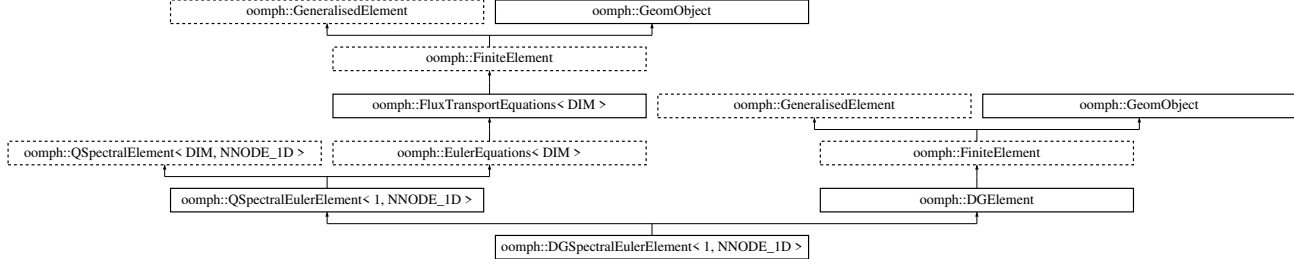 oomph::GeneralisedElement
oomph::GeomObject
oomph::FiniteElement
oomph::FluxTransportEquations< DIM >
oomph::GeneralisedElement
oomph::GeomObject
oomph::QSpectralElement< DIM, NNODE_1D >
oomph::EulerEquations< DIM >
oomph::FiniteElement
oomph::QSpectralEulerElement< 1, NNODE_1D >
oomph::DGElement
oomph::DGSpectralEulerElement< 1, NNODE_1D >